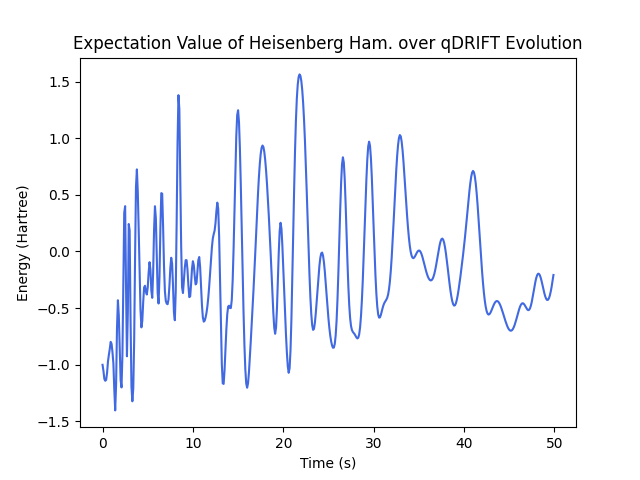 Expectation Value of Heisenberg Ham. over qDRIFT Evolution
1.5
1.0
0.5
0.0
−0.5
−1.0
−1.5
Energy (Hartree)
0 10 20 30 40 50
Time (s)